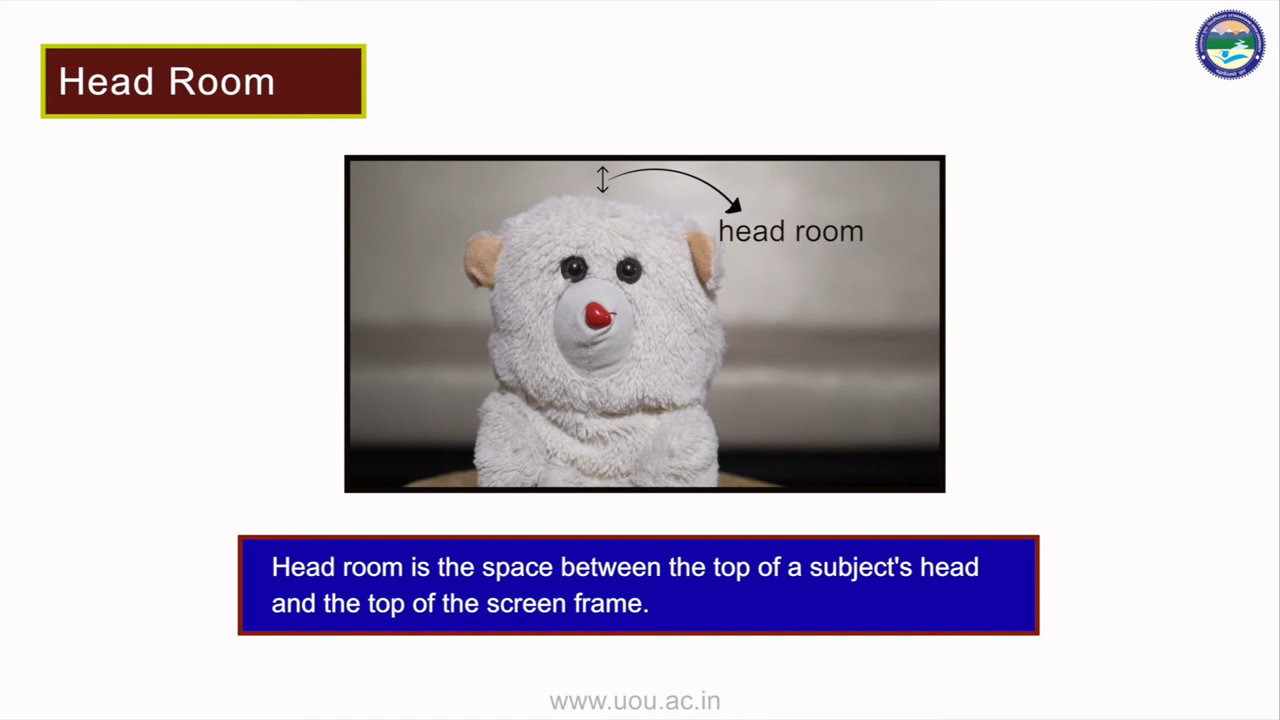 Head Room
head room
Head room is the space between the top of a subject's head
and the top of the screen frame.
www.uou.ac.in